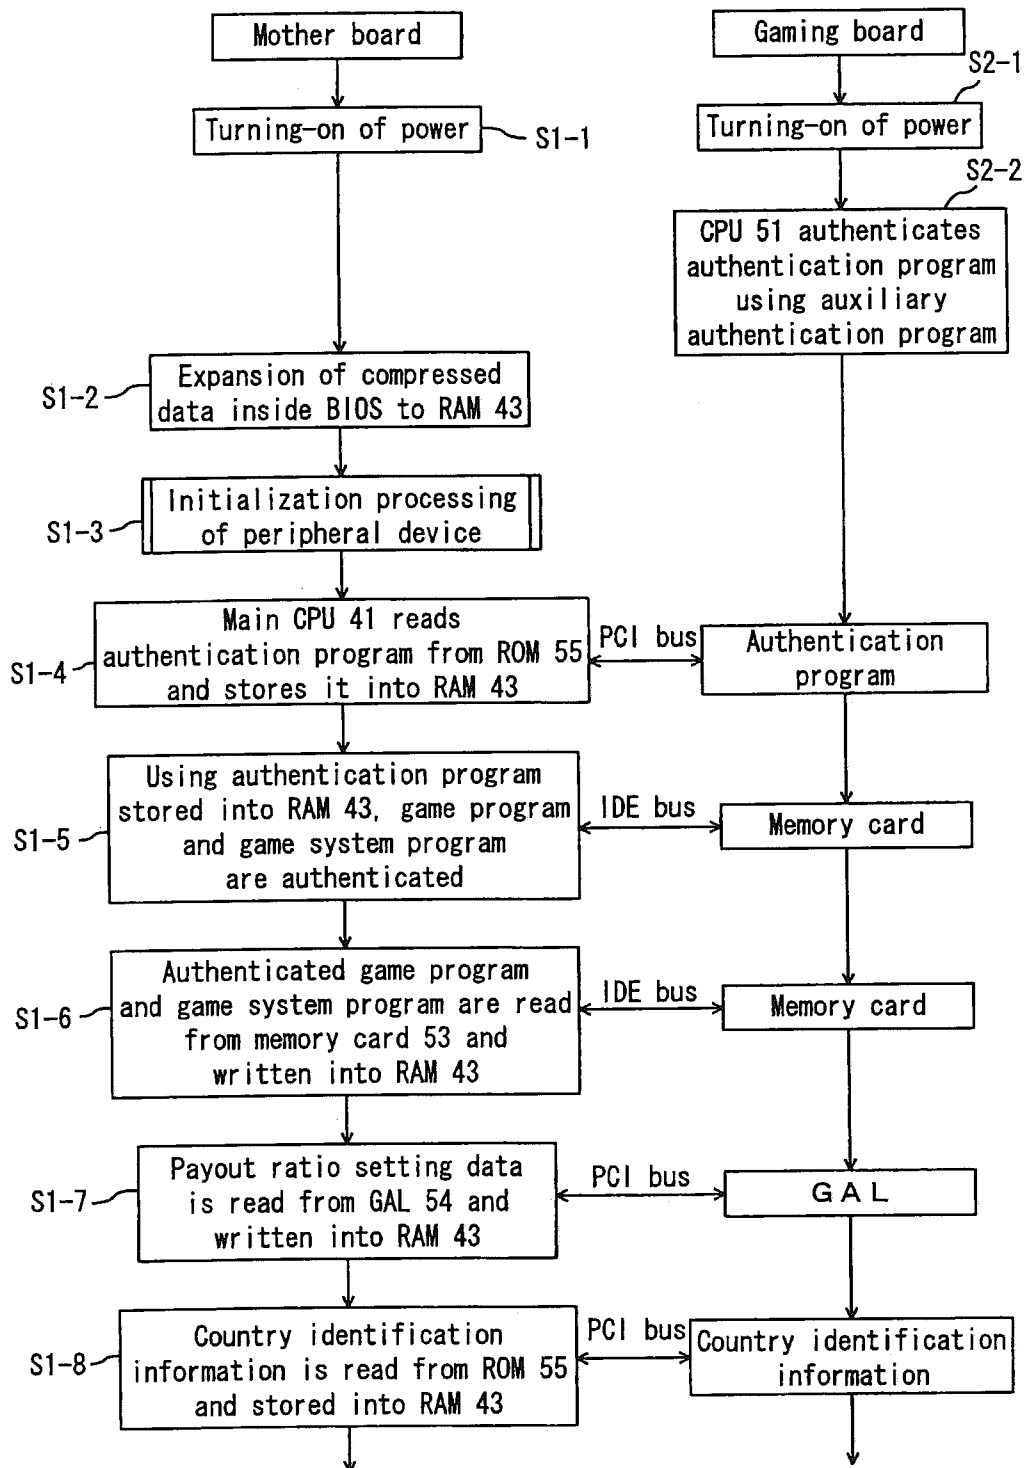 Mother board
Gaming board
S2-1
Turning-on of power
S1-1
Turning-on of power
S2-2
CPU 51 authenticates
authentication program
using auxiliary
authentication program
S1-2
Expansion of compressed
data inside BIOS to RAM 43
S1-3
Initialization processing
of peripheral device
S1-4
Main CPU 41 reads
authentication program from ROM 55
and stores it into RAM 43
PCI bus
Authentication
program
S1-5
Using authentication program
stored into RAM 43, game program
and game system program
are authenticated
IDE bus
Memory card
S1-6
Authenticated game program
and game system program are read
from memory card 53 and
written into RAM 43
IDE bus
Memory card
S1-7
Payout ratio setting data
is read from GAL 54 and
written into RAM 43
PCI bus
GAL
S1-8
Country identification
information is read from ROM 55
and stored into RAM 43
PCI bus
Country identification
information